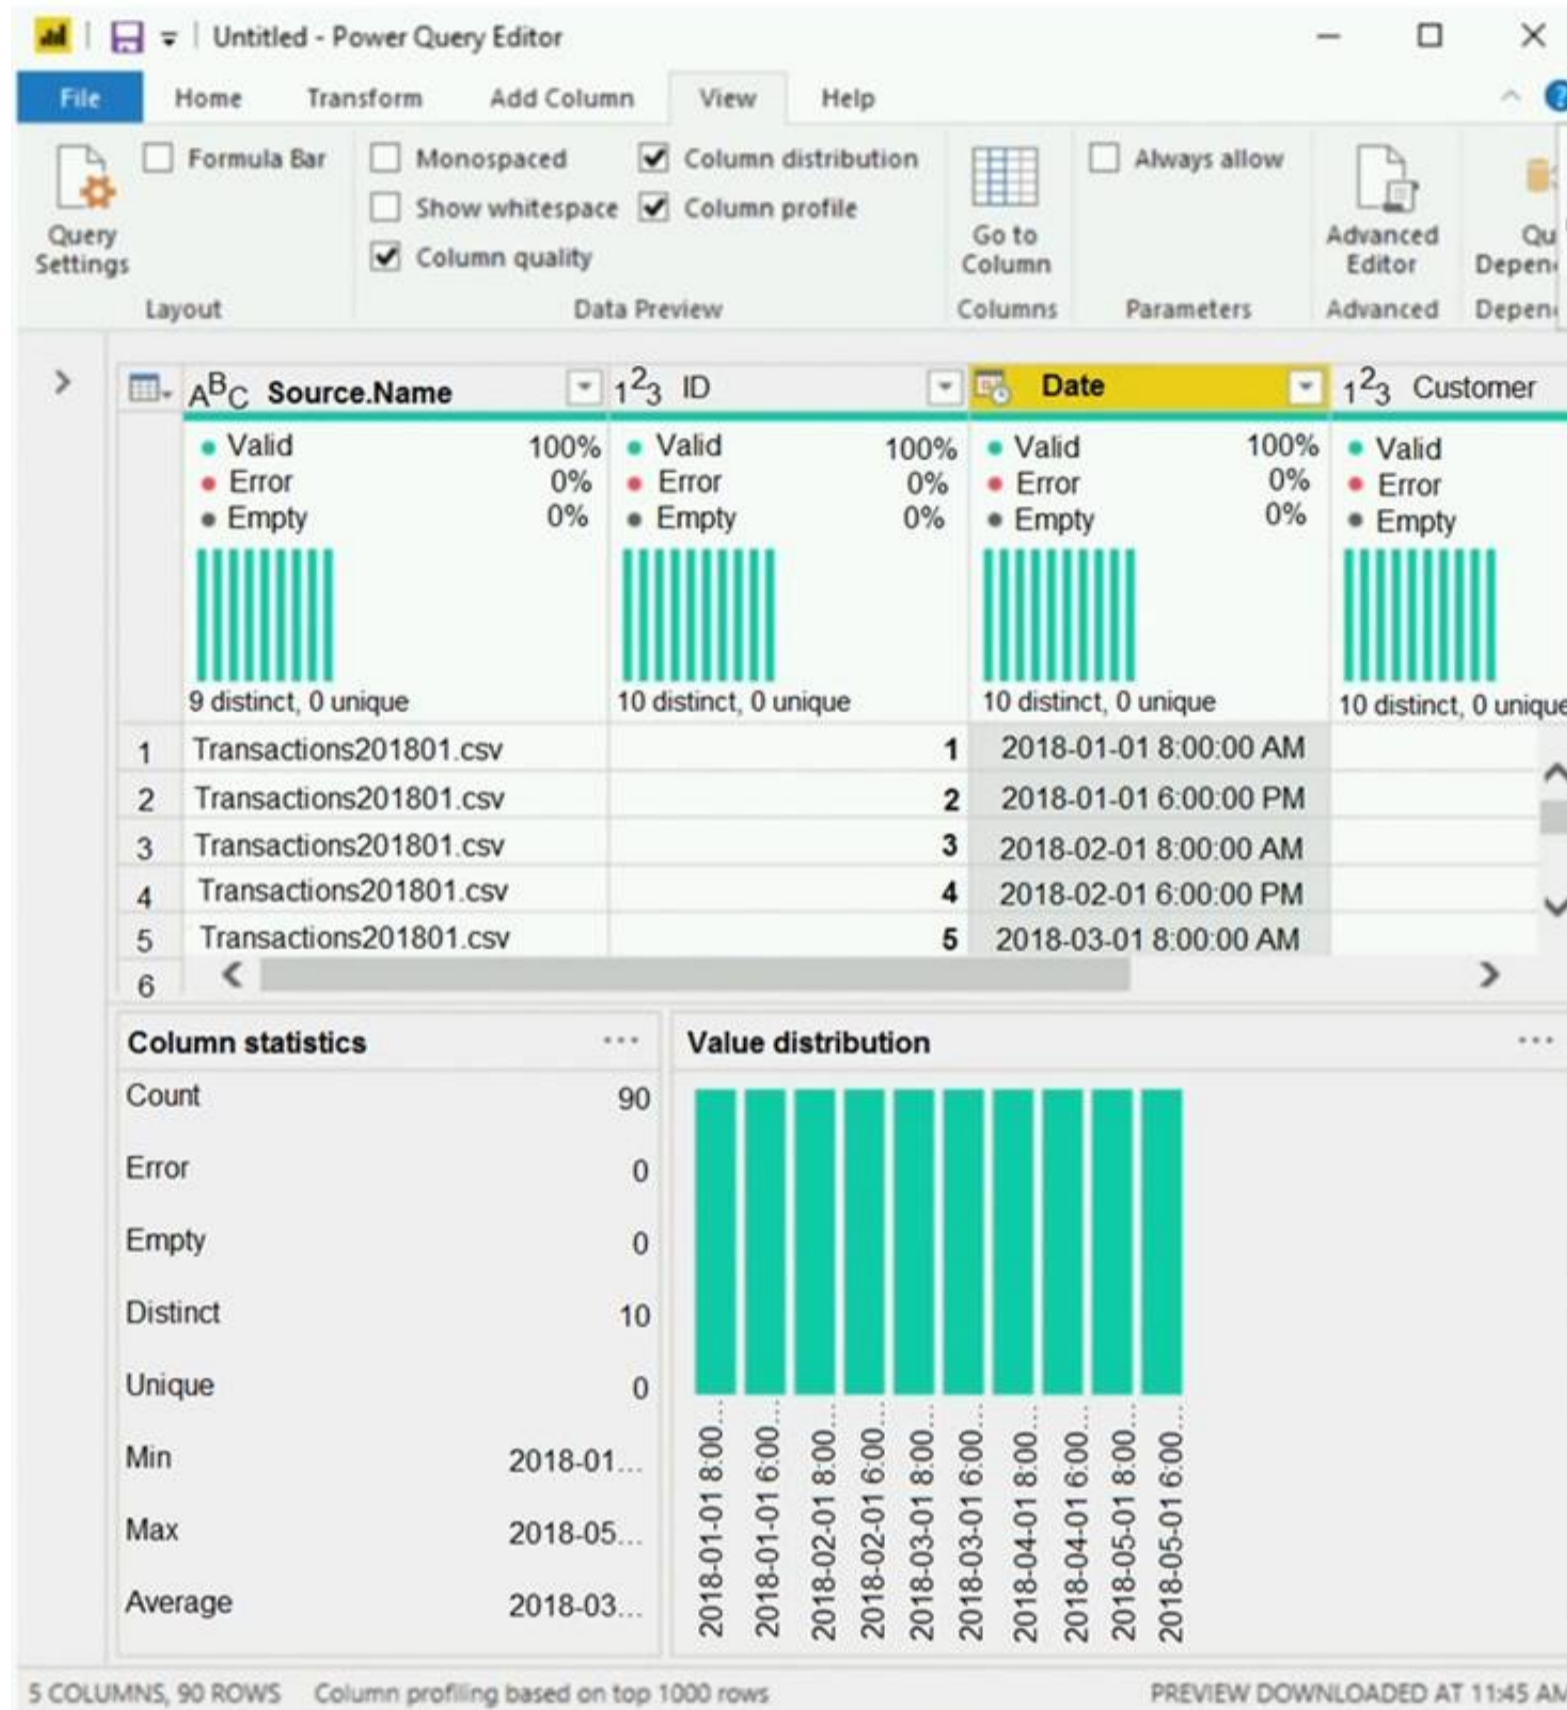 Untitled - Power Query Editor
File Home Transform Add Column View Help
Formula Bar Monospaced Column distribution Always allow
Show whitespace Column profile
Column quality
Query Settings
Go to Column
Advanced Editor
Layout Data Preview Columns Parameters Advanced
ABC Source.Name 123 ID Date 123 Customer
Valid 100% Valid 100% Valid 100% Valid
Error 0% Error 0% Error 0% Error
Empty 0% Empty 0% Empty 0% Empty
9 distinct, 0 unique 10 distinct, 0 unique 10 distinct, 0 unique 10 distinct, 0 unique
1 Transactions201801.csv 1 2018-01-01 8:00:00 AM
2 Transactions201801.csv 2 2018-01-01 6:00:00 PM
3 Transactions201801.csv 3 2018-02-01 8:00:00 AM
4 Transactions201801.csv 4 2018-02-01 6:00:00 PM
5 Transactions201801.csv 5 2018-03-01 8:00:00 AM
6
Column statistics ... Value distribution ...
Count 90
Error 0
Empty 0
Distinct 10
Unique 0
Min 2018-01...
Max 2018-05...
Average 2018-03...
2018-01-01 8:00...
2018-01-01 6:00...
2018-02-01 8:00...
2018-02-01 6:00...
2018-03-01 8:00...
2018-03-01 6:00...
2018-04-01 8:00...
2018-04-01 6:00...
2018-05-01 8:00...
2018-05-01 6:00...
5 COLUMNS, 90 ROWS Column profiling based on top 1000 rows PREVIEW DOWNLOADED AT 11:45 AM